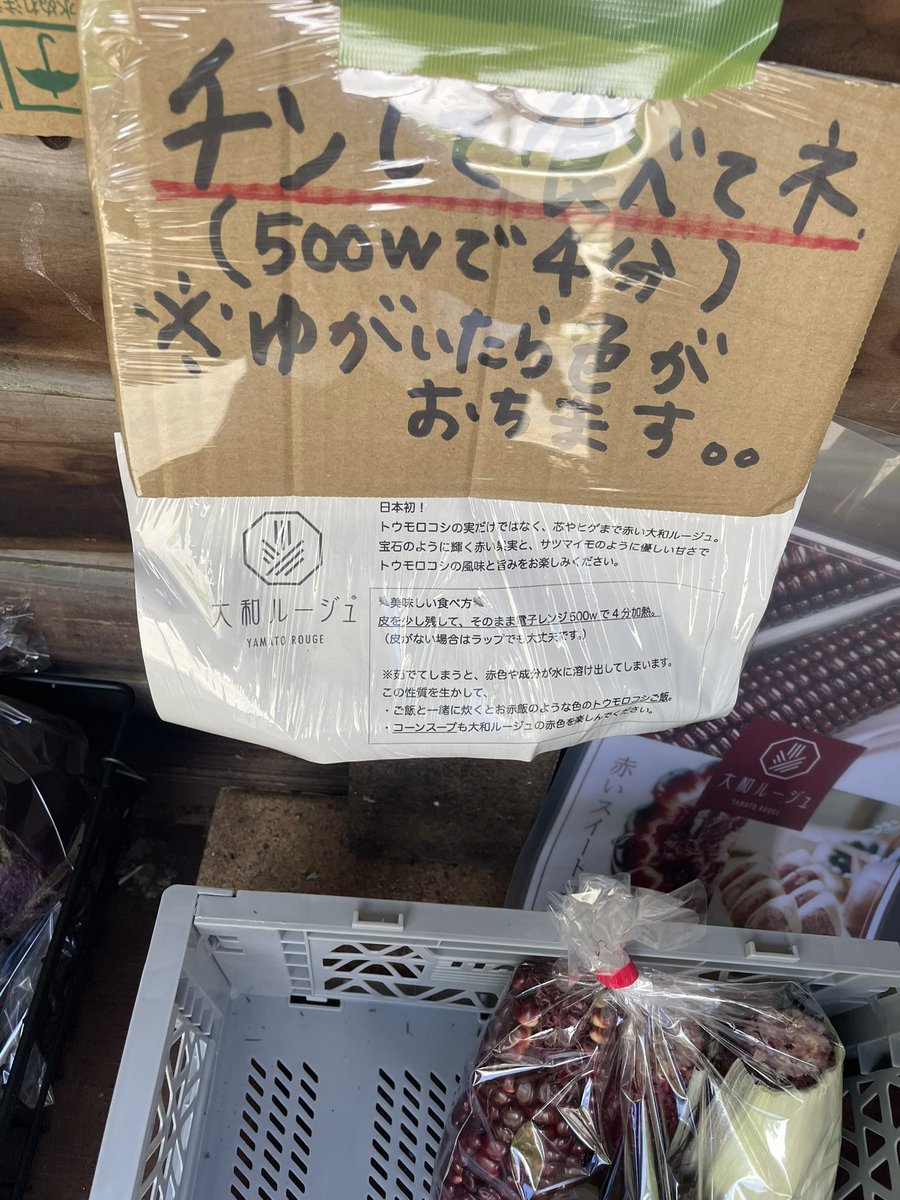 水ぬれ注
チンして食べてネ.
(500Wで4分)
※ゆがいたら色が
おちます。。
日本初!
トウモロコシの実だけではなく、芯やヒゲまで赤い大和ルージュ。
宝石のように輝く赤い果実と、サツマイモのように優しい甘さで
トウモロコシの風味と旨みをお楽しみください。
大和ルージュ
YAMATO ROUGE
美味しい食べ方
皮を少し残して、そのまま電子レンジ500wで4分加熱。
(皮がない場合はラップでも大丈夫です。)
※茹でてしまうと、赤色や成分が水に溶け出してしまいます。
この性質を生かして、
・ご飯と一緒に炊くとお赤飯のような色のトウモロコシご飯。
・コーンスープも大和ルージュの赤色を楽しんでください。
大和ルージュ
YAMATO ROUGE
赤いスイート